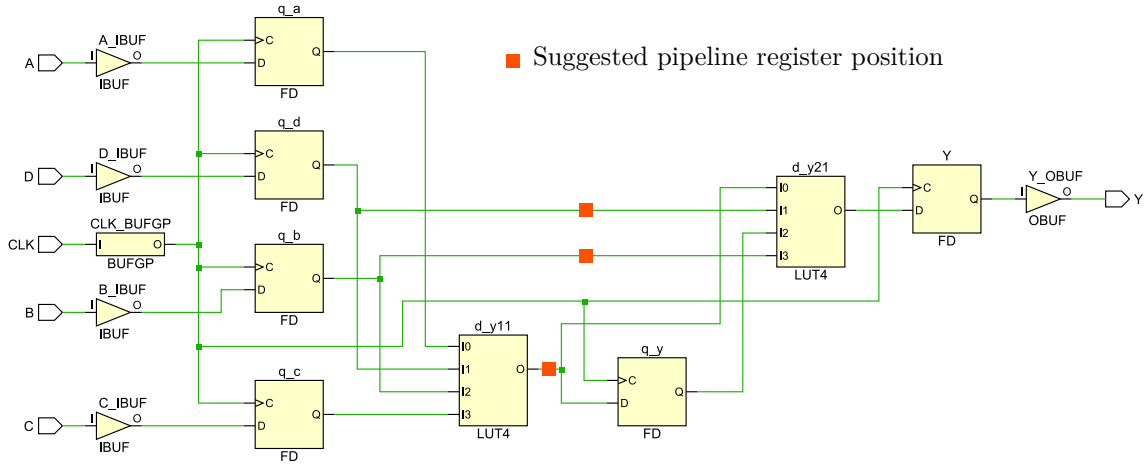 Suggested pipeline register position
q_a
C
D
Q
FD
A
A_IBUF
I
O
IBUF
q_d
C
D
Q
FD
D
D_IBUF
I
O
IBUF
CLK
CLK_BUFGP
I
O
BUFGP
q_b
C
D
Q
FD
B
B_IBUF
I
O
IBUF
q_c
C
D
Q
FD
C
C_IBUF
I
O
IBUF
d_y11
I0
I1
I2
I3
O
LUT4
q_y
C
D
Q
FD
d_y21
I0
I1
I2
I3
O
LUT4
Y
C
D
Q
FD
Y_OBUF
I
O
OBUF
Y